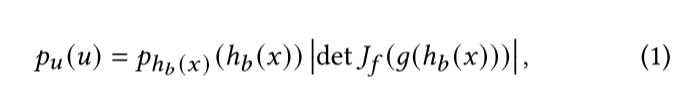 p_u(u) = p_{h_b(x)}(h_b(x)) |det J_f(g(h_b(x)))|, (1)